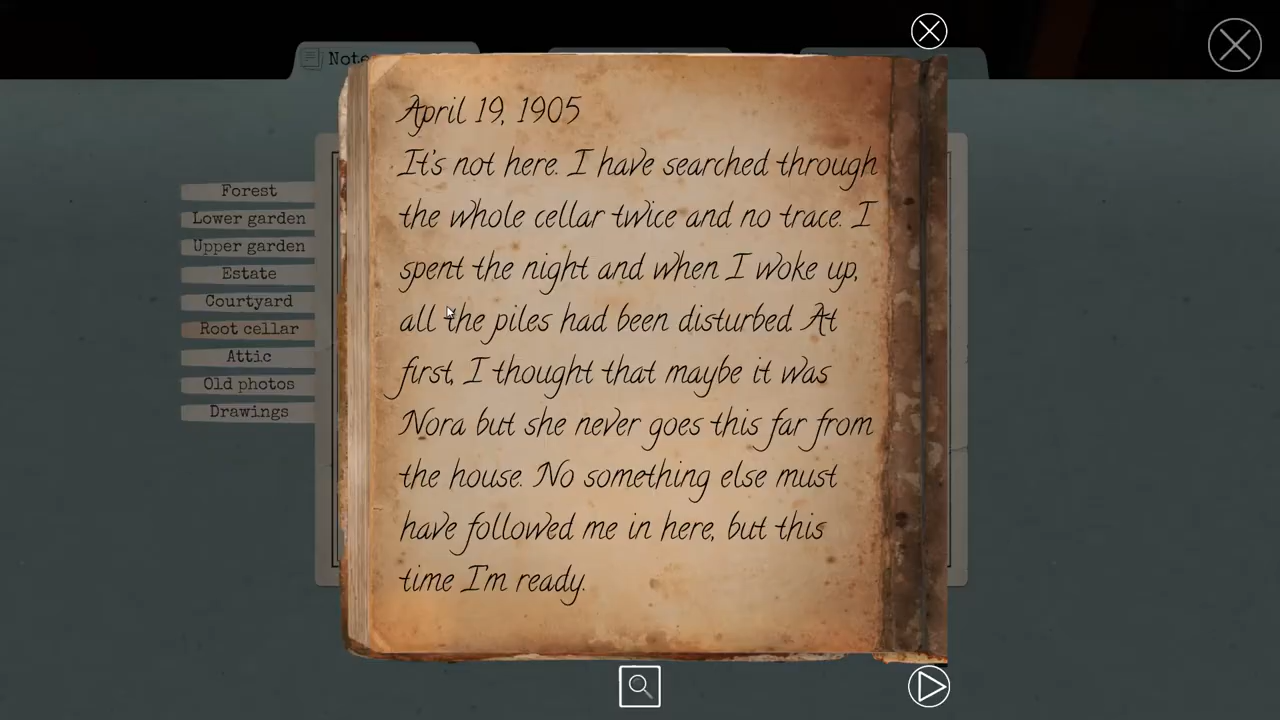 Note
April 19, 1905
It's not here. I have searched through
the whole cellar twice and no trace. I
spent the night and when I woke up,
all the piles had been disturbed. At
first, I thought that maybe it was
Nora but she never goes this far from
the house. No something else must
have followed me in here, but this
time I'm ready.
Forest
Lower garden
Upper garden
Estate
Courtyard
Root cellar
Attic
Old photos
Drawings